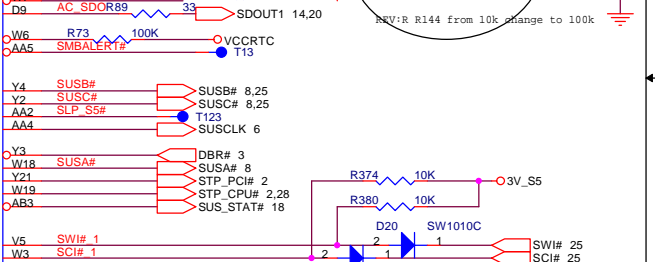 D9 AC_SDO R89 33 SDOUT1 14,20
REV:R R144 from 10k change to 100k
W6 R73 100K VCCRTC
AA5 SMBALERT# T13
Y4 SUSB# SUSB# 8,25
Y2 SUSC# SUSC# 8,25
AA2 SLP_S5# T123
AA4 SUSCLK 6
Y3 DBR# 3
W18 SUSA# SUSA# 8
Y21 STP_PCI# 2
R374 10K 3V_S5
W19 STP_CPU# 2,28
AB3 SUS_STAT# 18
R380 10K
D20 SW1010C
V5 SWI#_1 2 1 SWI# 25
W3 SCI#_1 2 1 SCI# 25